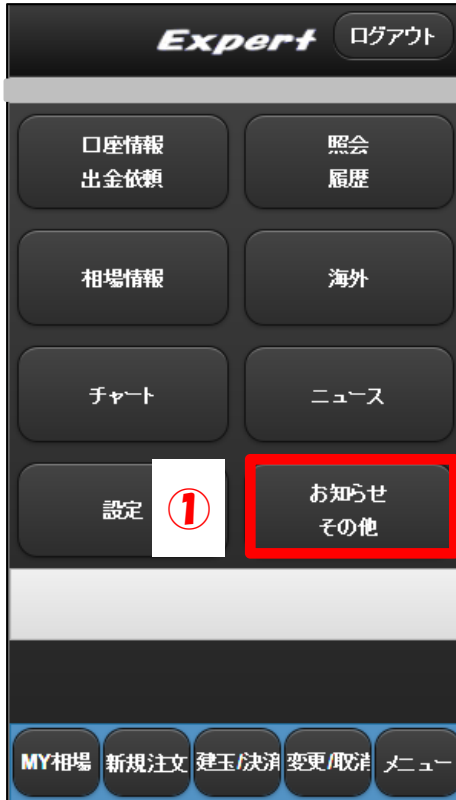 Expert ログアウト
口座情報 照会
出金依頼 履歴
相場情報 海外
チャート ニュース
設定 ① お知らせ
その他
MY相場 新規注文 建玉/決済 変更/取消 メニュー